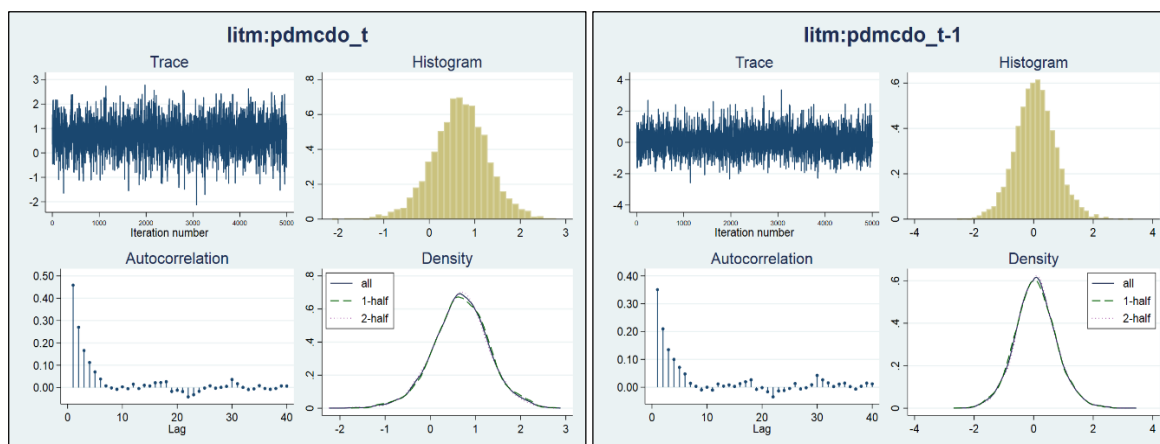 litm:pdmcdo_t
Trace
3
2
1
0
-1
-2
0 1000 2000 3000 4000 5000
Iteration number
Histogram
.8
.6
.4
.2
0
-2 -1 0 1 2 3
Autocorrelation
0.50
0.40
0.30
0.20
0.10
0.00
0 10 20 30 40
Lag
Density
all
1-half
2-half
.8
.6
.4
.2
0
-2 -1 0 1 2 3
litm:pdmcdo_t-1
Trace
4
2
0
-2
-4
0 1000 2000 3000 4000 5000
Iteration number
Histogram
.6
.4
.2
0
-4 -2 0 2 4
Autocorrelation
0.40
0.30
0.20
0.10
0.00
0 10 20 30 40
Lag
Density
all
1-half
2-half
.6
.4
.2
0
-4 -2 0 2 4